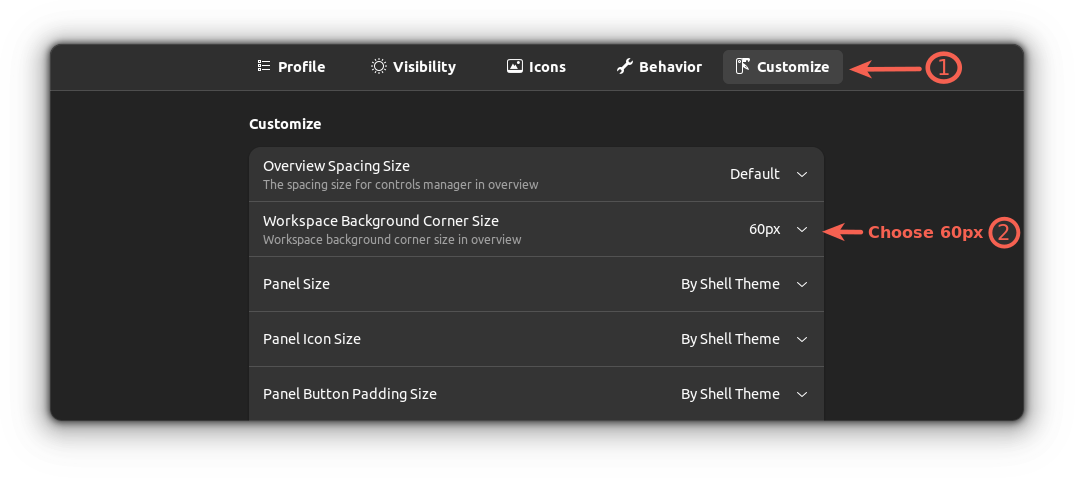 Profile Visibility Icons Behavior Customize 1
Customize
Overview Spacing Size Default
The spacing size for controls manager in overview
Workspace Background Corner Size 60px Choose 60px 2
Workspace background corner size in overview
Panel Size By Shell Theme
Panel Icon Size By Shell Theme
Panel Button Padding Size By Shell Theme